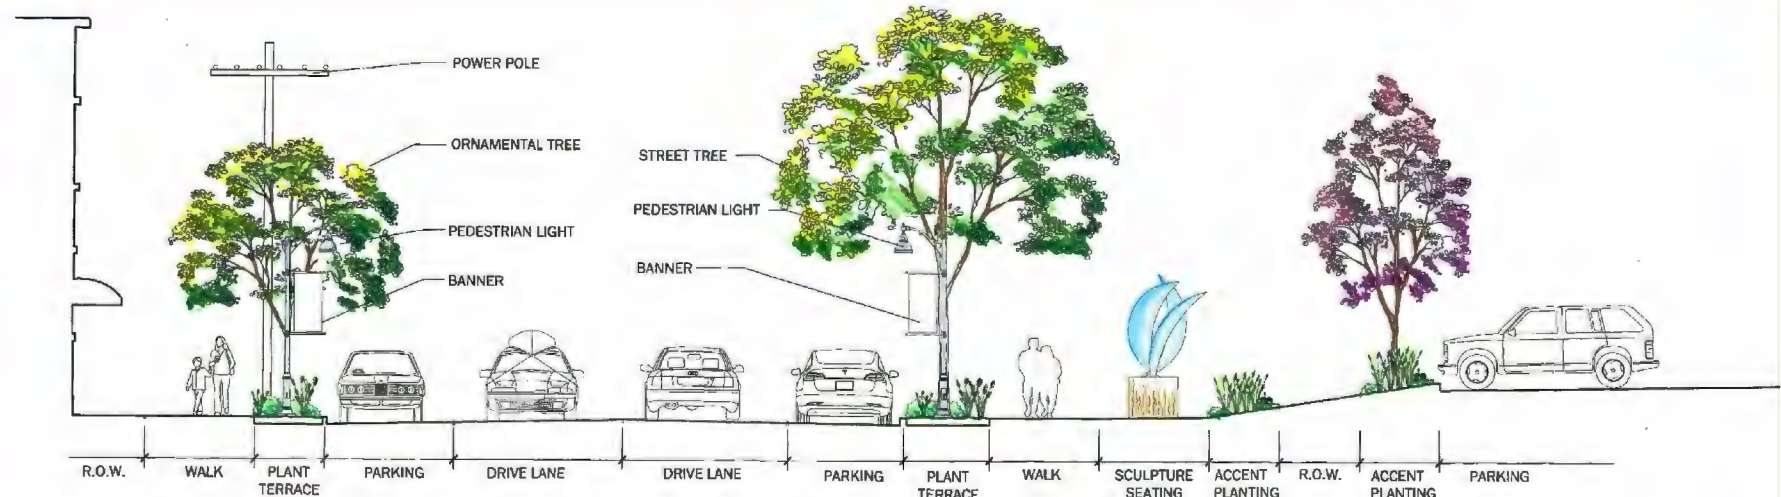 POWER POLE
ORNAMENTAL TREE
PEDESTRIAN LIGHT
BANNER
STREET TREE
PEDESTRIAN LIGHT
BANNER
R.O.W.
WALK
PLANT
TERRACE
PARKING
DRIVE LANE
DRIVE LANE
PARKING
PLANT
TERRACE
WALK
SCULPTURE
SEATING
ACCENT
PLANTING
R.O.W.
ACCENT
PLANTING
PARKING